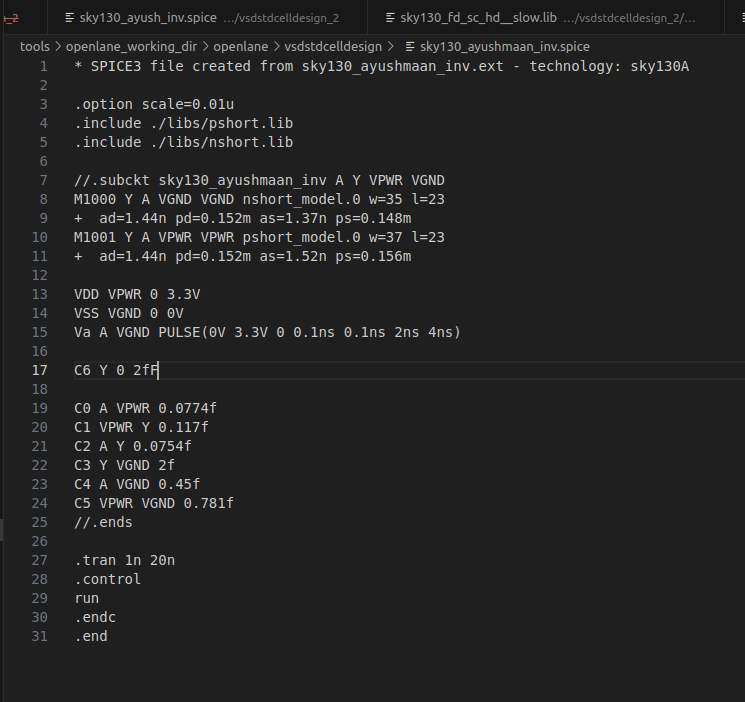 sky130_ayush_inv.spice .../vsdstdcelldesign_2 sky130_fd_sc_hd__slow.lib .../vsdstdcelldesign_2/...
tools > openlane_working_dir > openlane > vsdstdcelldesign > sky130_ayushmaan_inv.spice
1 * SPICE3 file created from sky130_ayushmaan_inv.ext - technology: sky130A
2
3 .option scale=0.01u
4 .include ./libs/pshort.lib
5 .include ./libs/nshort.lib
6
7 //.subckt sky130_ayushmaan_inv A Y VPWR VGND
8 M1000 Y A VGND VGND nshort_model.0 w=35 l=23
9 +  ad=1.44n pd=0.152m as=1.37n ps=0.148m
10 M1001 Y A VPWR VPWR pshort_model.0 w=37 l=23
11 +  ad=1.44n pd=0.152m as=1.52n ps=0.156m
12
13 VDD VPWR 0 3.3V
14 VSS VGND 0 0V
15 Va A VGND PULSE(0V 3.3V 0 0.1ns 0.1ns 2ns 4ns)
16
17 C6 Y 0 2fF
18
19 C0 A VPWR 0.0774f
20 C1 VPWR Y 0.117f
21 C2 A Y 0.0754f
22 C3 Y VGND 2f
23 C4 A VGND 0.45f
24 C5 VPWR VGND 0.781f
25 //.ends
26
27 .tran 1n 20n
28 .control
29 run
30 .endc
31 .end